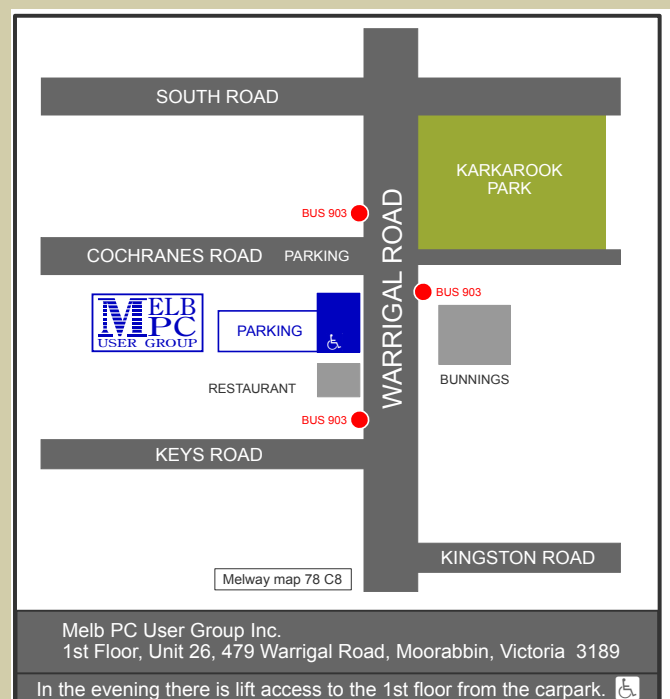 SOUTH ROAD
KARKAROOK
PARK
BUS 903
WARRIGAL ROAD
COCHRANES ROAD PARKING
BUS 903
MELB
PC
USER GROUP
PARKING
BUNNINGS
RESTAURANT
BUS 903
KEYS ROAD
KINGSTON ROAD
Melway map 78 C8
Melb PC User Group Inc.
1st Floor, Unit 26, 479 Warrigal Road, Moorabbin, Victoria 3189
In the evening there is lift access to the 1st floor from the carpark.